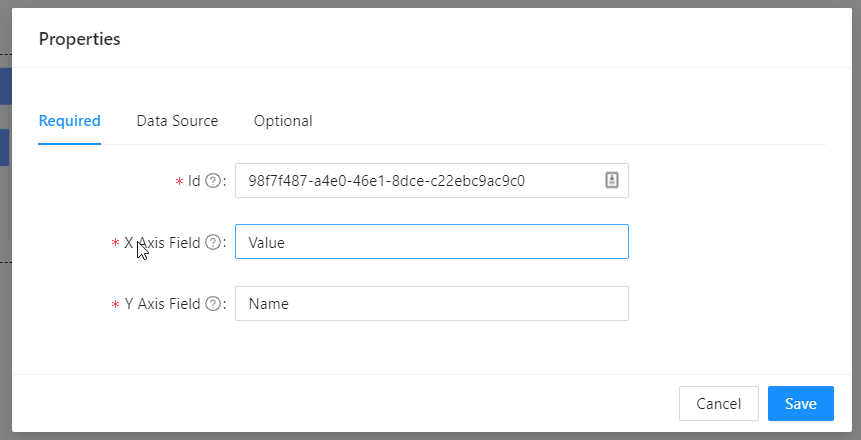 Properties
Required Data Source Optional
* Id ? : 98f7f487-a4e0-46e1-8dce-c22ebc9ac9c0
* X Axis Field ? : Value
* Y Axis Field ? : Name
Cancel Save